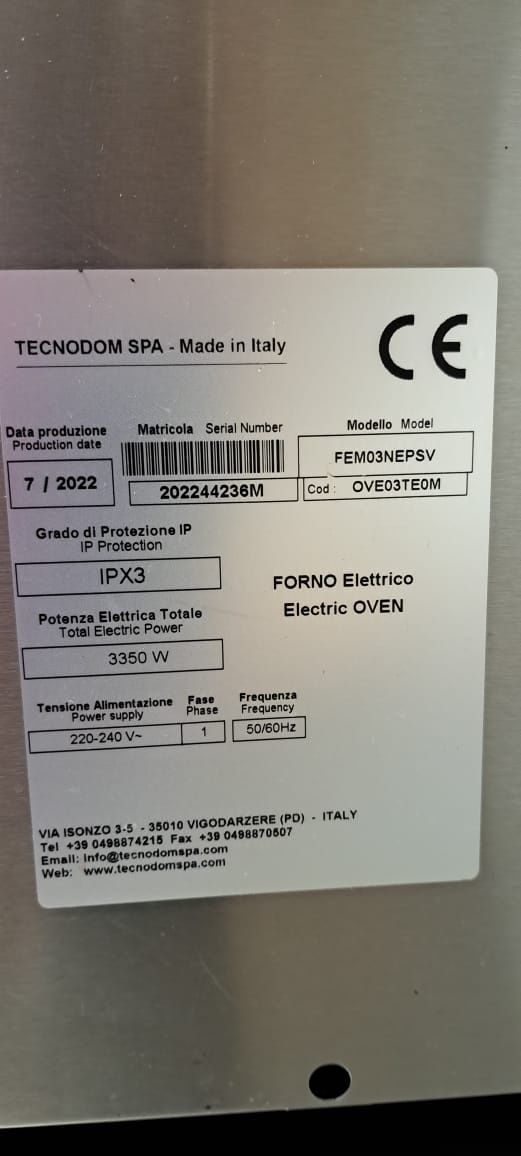 TECNODOM SPA - Made in Italy
CE
Data produzione
Production date
7 / 2022
Matricola Serial Number
202244236M
Modello Model
FEM03NEPSV
Cod : OVE03TE0M
Grado di Protezione IP
IP Protection
IPX3
FORNO Elettrico
Electric OVEN
Potenza Elettrica Totale
Total Electric Power
3350 W
Tensione Alimentazione
Power supply
220-240 V~
Fase
Phase
1
Frequenza
Frequency
50/60Hz
VIA ISONZO 3-5 - 35010 VIGODARZERE (PD) - ITALY
Tel +39 0498874215 Fax +39 0498870507
Email: Info@tecnodomspa.com
Web: www.tecnodomspa.com